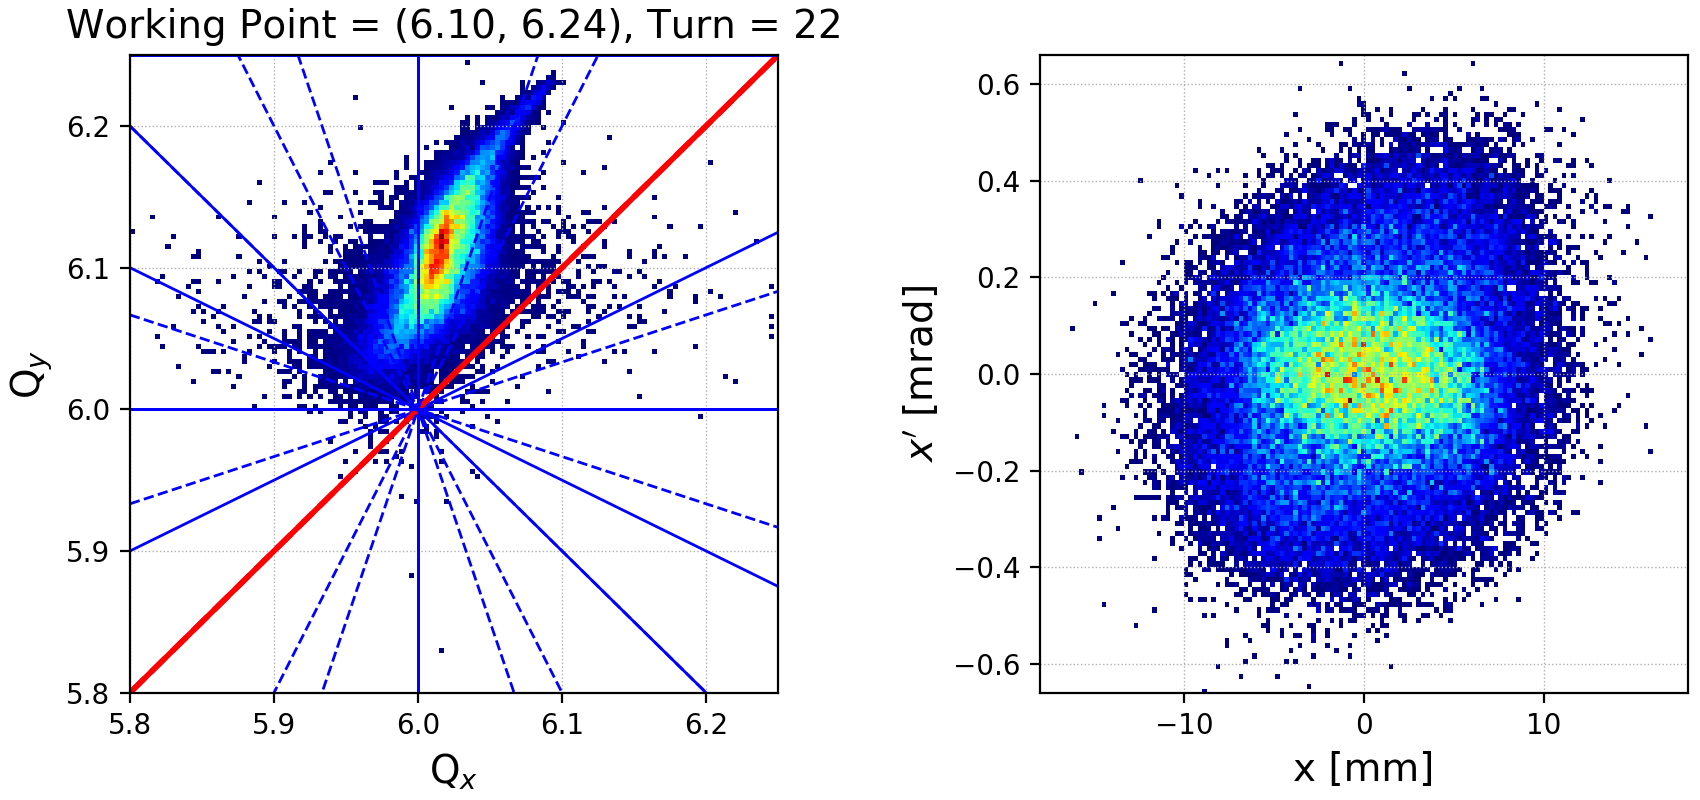 Working Point = (6.10, 6.24), Turn = 22
6.2
6.1
6.0
5.9
5.8
Qy
5.8 5.9 6.0 6.1 6.2
Qx
0.6
0.4
0.2
0.0
−0.2
−0.4
−0.6
x′ [mrad]
−10 0 10
x [mm]